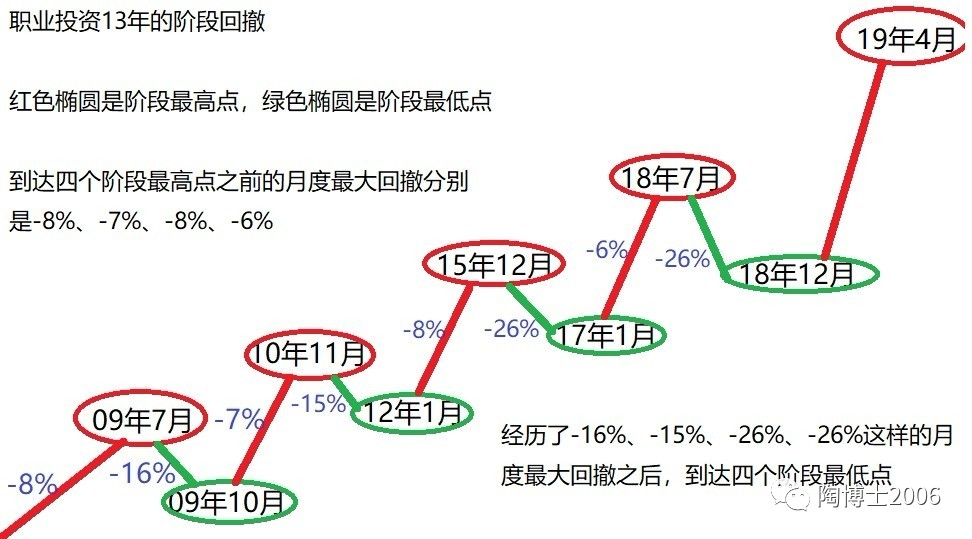 职业投资13年的阶段回撤
红色椭圆是阶段最高点，绿色椭圆是阶段最低点
到达四个阶段最高点之前的月度最大回撤分别
是-8%、-7%、-8%、-6%
19年4月
18年7月
-6%
-26%
18年12月
15年12月
-8%
-26%
17年1月
10年11月
-7%
-15%
12年1月
09年7月
-8%
-16%
09年10月
经历了-16%、-15%、-26%、-26%这样的月
度最大回撤之后，到达四个阶段最低点
陶博士2006